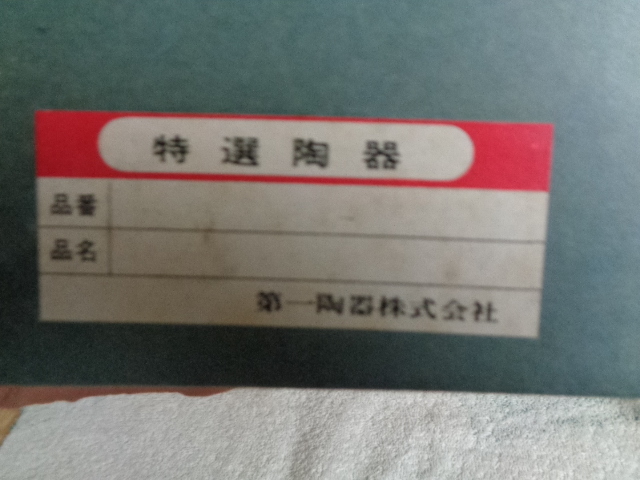 特選陶器
品番
品名
第一陶器株式会社